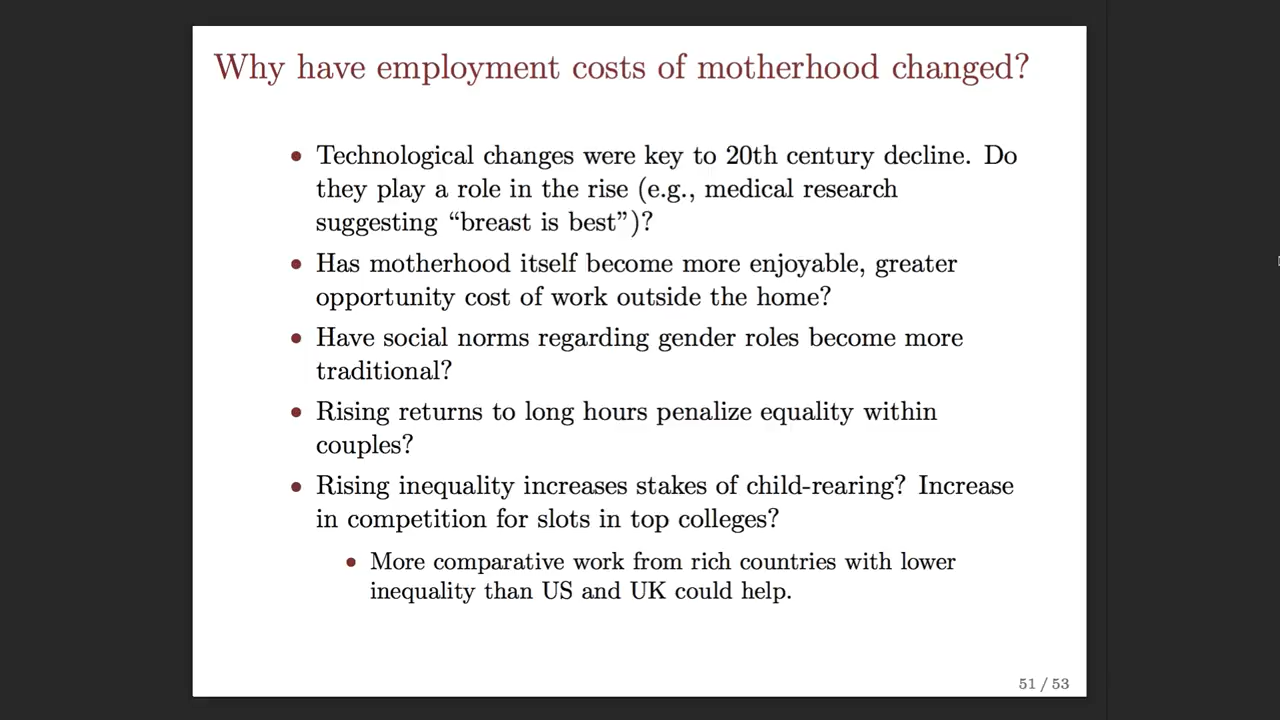 Why have employment costs of motherhood changed?
• Technological changes were key to 20th century decline. Do
they play a role in the rise (e.g., medical research
suggesting “breast is best”)?
• Has motherhood itself become more enjoyable, greater
opportunity cost of work outside the home?
• Have social norms regarding gender roles become more
traditional?
• Rising returns to long hours penalize equality within
couples?
• Rising inequality increases stakes of child-rearing? Increase
in competition for slots in top colleges?
• More comparative work from rich countries with lower
inequality than US and UK could help.
51 / 53